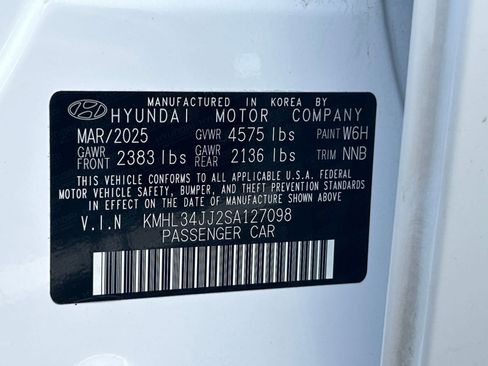 MANUFACTURED IN KOREA BY
HYUNDAI MOTOR COMPANY
MAR/2025 GVWR 4575 lbs PAINT W6H
GAWR FRONT 2383 lbs GAWR REAR 2136 lbs TRIM NNB
THIS VEHICLE CONFORMS TO ALL APPLICABLE U.S.A. FEDERAL
MOTOR VEHICLE SAFETY, BUMPER, AND THEFT PREVENTION STANDARDS
IN EFFECT ON THE DATE OF MANUFACTURE SHOWN ABOVE
V.I.N KMHL34JJ2SA127098
PASSENGER CAR